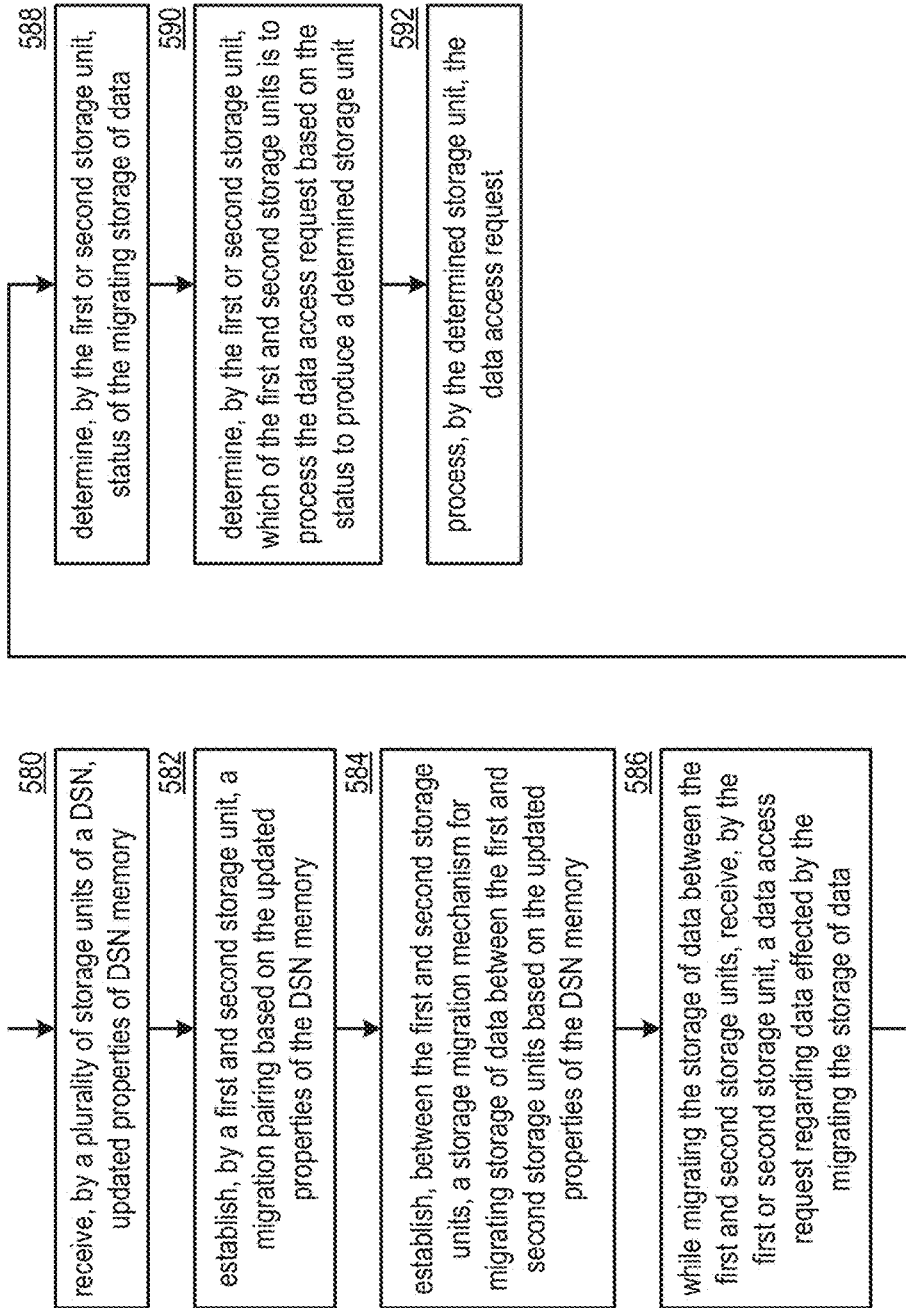 580
receive, by a plurality of storage units of a DSN,
updated properties of DSN memory
582
establish, by a first and second storage unit, a
migration pairing based on the updated
properties of the DSN memory
584
establish, between the first and second storage
units, a storage migration mechanism for
migrating storage of data between the first and
second storage units based on the updated
properties of the DSN memory
586
while migrating the storage of data between the
first and second storage units, receive, by the
first or second storage unit, a data access
request regarding data effected by the
migrating the storage of data
588
determine, by the first or second storage unit,
status of the migrating storage of data
590
determine, by the first or second storage unit,
which of the first and second storage units is to
process the data access request based on the
status to produce a determined storage unit
592
process, by the determined storage unit, the
data access request